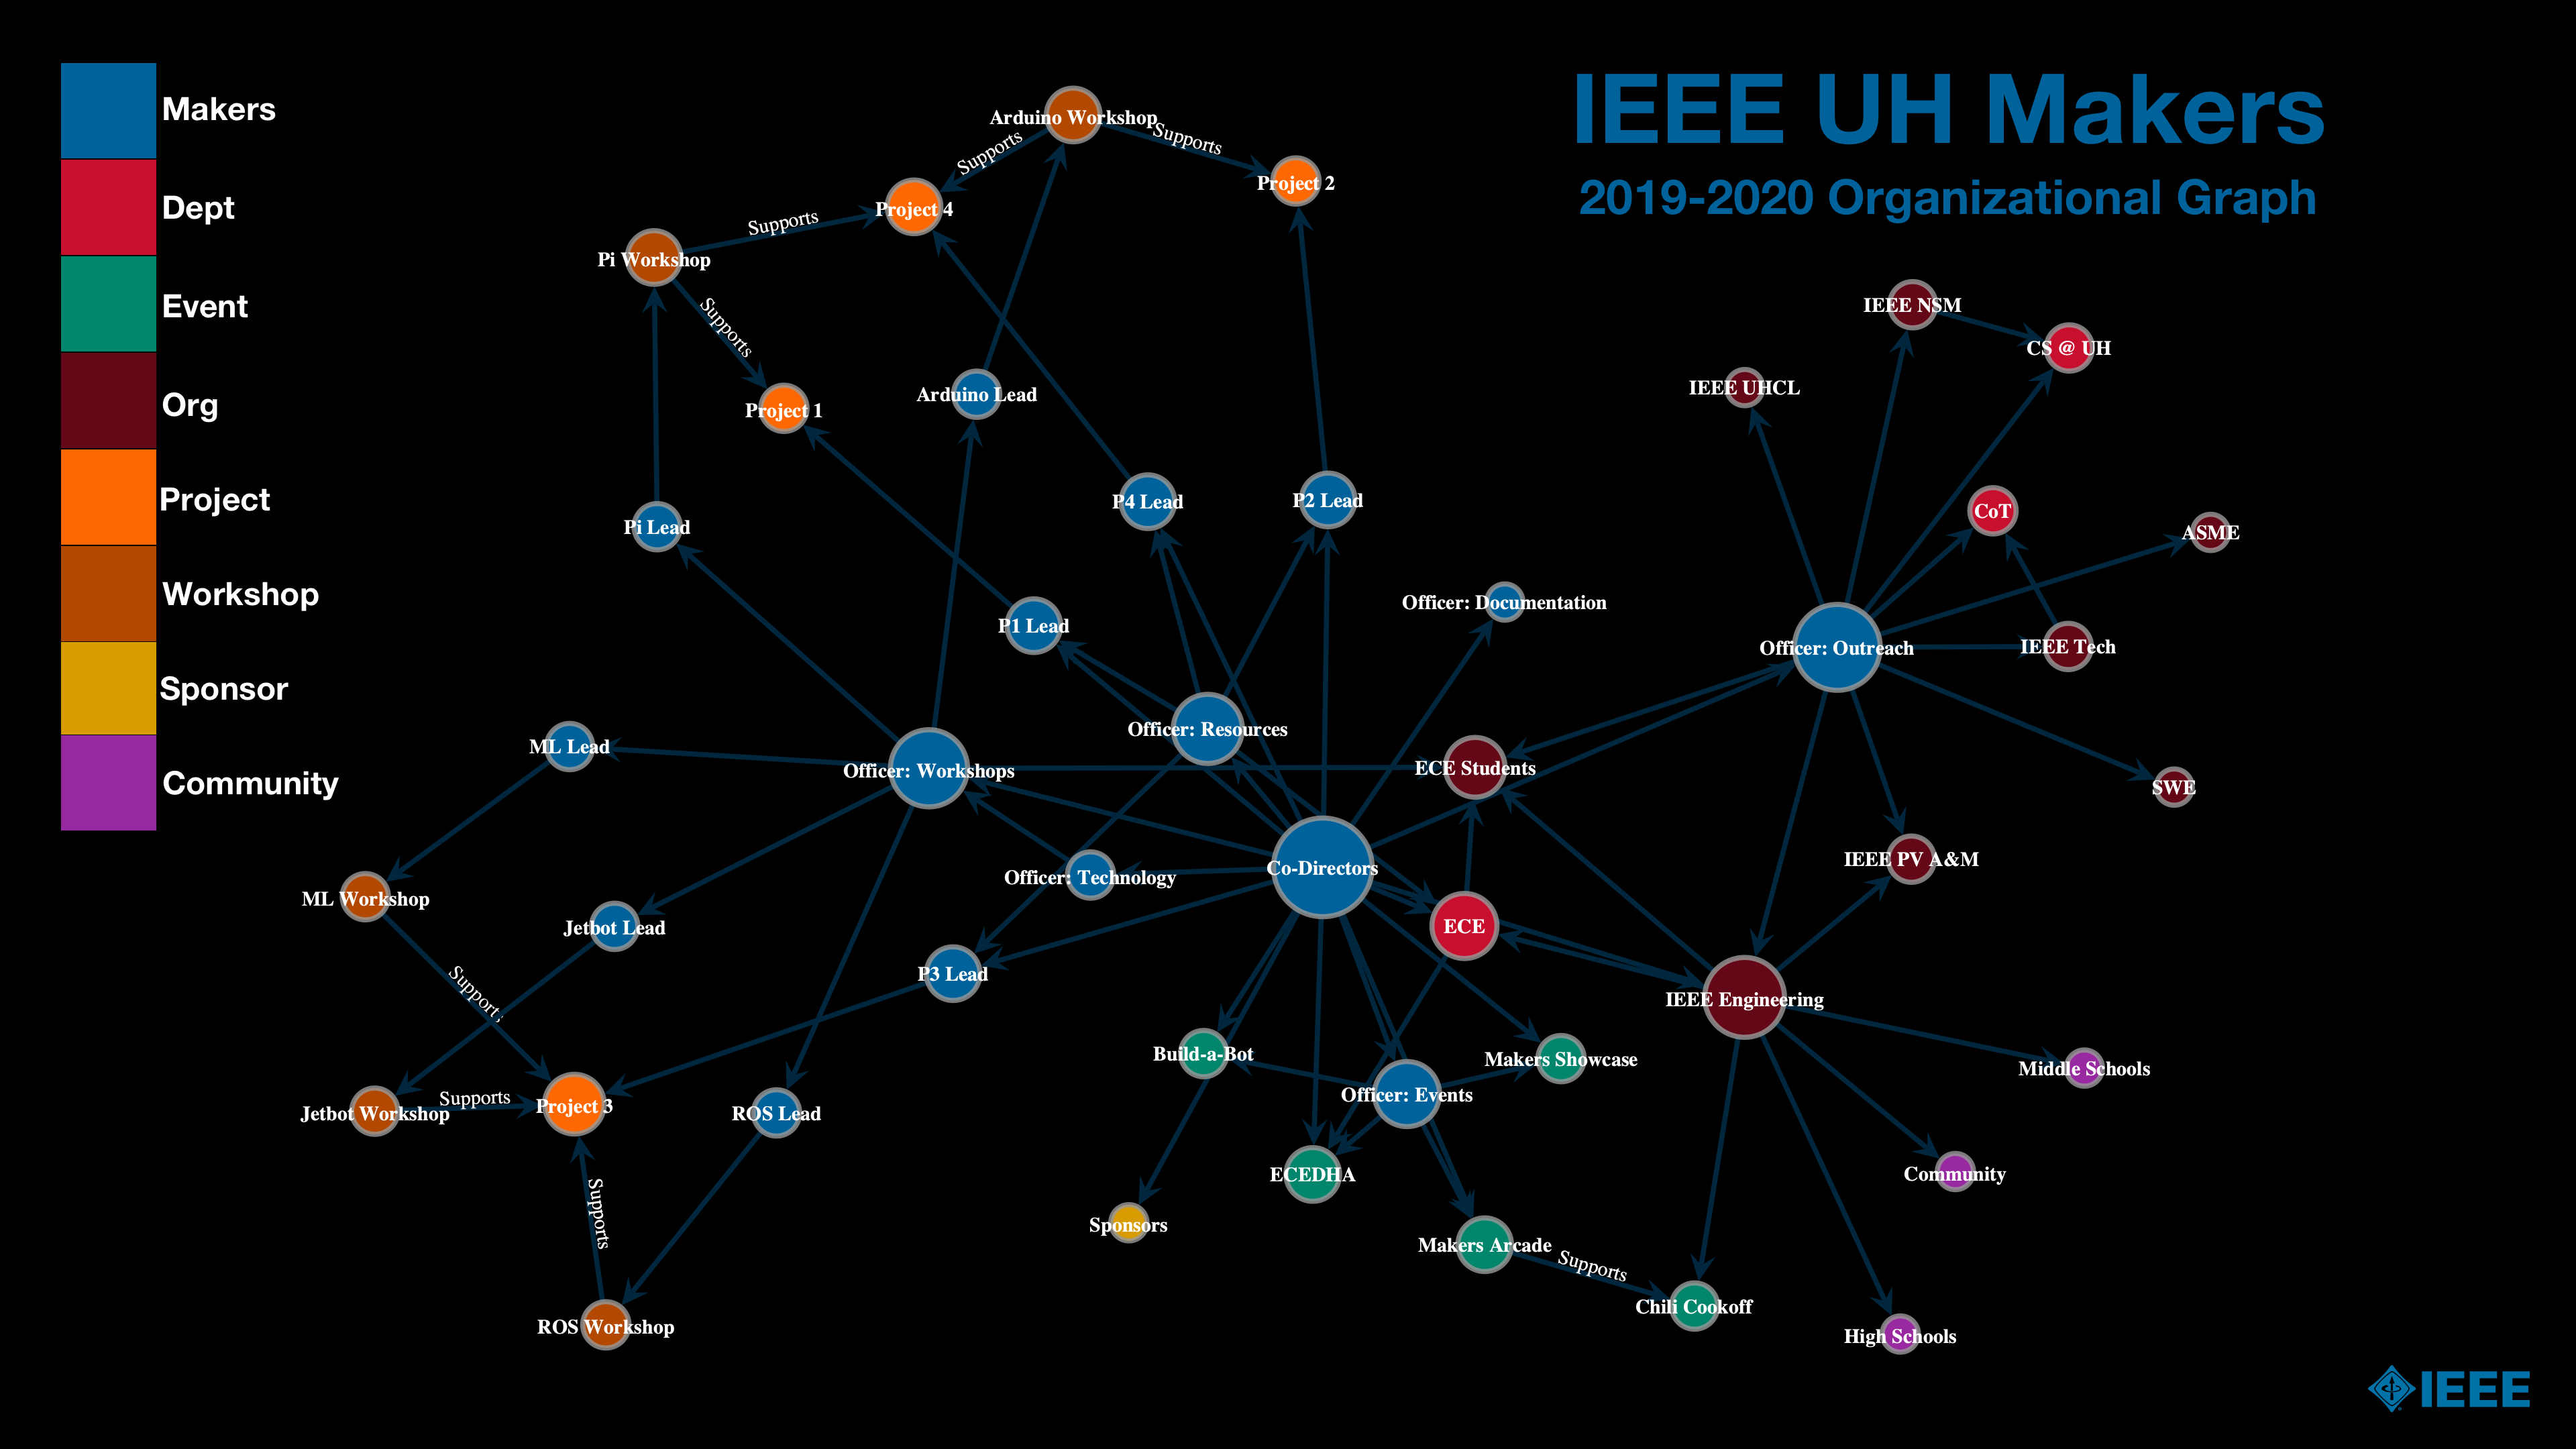 IEEE UH Makers
2019-2020 Organizational Graph
Makers
Dept
Event
Org
Project
Workshop
Sponsor
Community
Arduino Workshop
Supports
Supports
Project 2
Project 4
Supports
Pi Workshop
Supports
Project 1
Arduino Lead
IEEE NSM
CS @ UH
IEEE UHCL
P4 Lead
P2 Lead
CoT
ASME
Pi Lead
Officer: Documentation
P1 Lead
Officer: Outreach
IEEE Tech
Officer: Resources
ML Lead
Officer: Workshops
ECE Students
SWE
Officer: Technology
Co-Directors
IEEE PV A&M
ML Workshop
Jetbot Lead
ECE
P3 Lead
Supports
IEEE Engineering
Build-a-Bot
Makers Showcase
Middle Schools
Officer: Events
Jetbot Workshop
Supports
Project 3
ROS Lead
ECEDHA
Community
Supports
Sponsors
Makers Arcade
Supports
Chili Cookoff
ROS Workshop
High Schools
IEEE